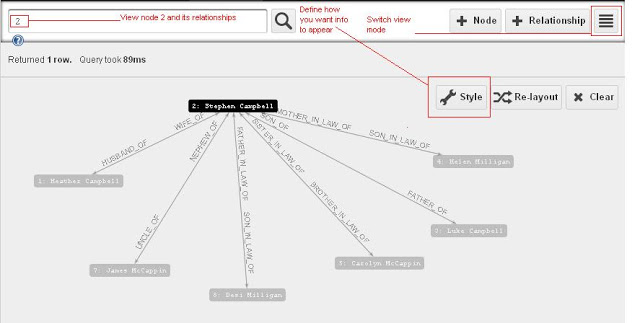 2
View node 2 and its relationships
Define how
you want info
to appear
Switch view
mode
Node
Relationship
?
Returned 1 row. Query took 89ms
Style
Re-layout
Clear
2: Stephen Campbell
WIFE_OF
HUSBAND_OF
NEPHEW_OF
UNCLE_OF
FATHER_IN_LAW_OF
SON_IN_LAW_OF
SISTER_IN_LAW_OF
BROTHER_IN_LAW_OF
SON_OF
FATHER_OF
MOTHER_IN_LAW_OF
SON_IN_LAW_OF
4: Helen Milligan
1: Heather Campbell
3: Luke Campbell
5: Carolyn McCappin
7: James McCappin
6: Desi Milligan